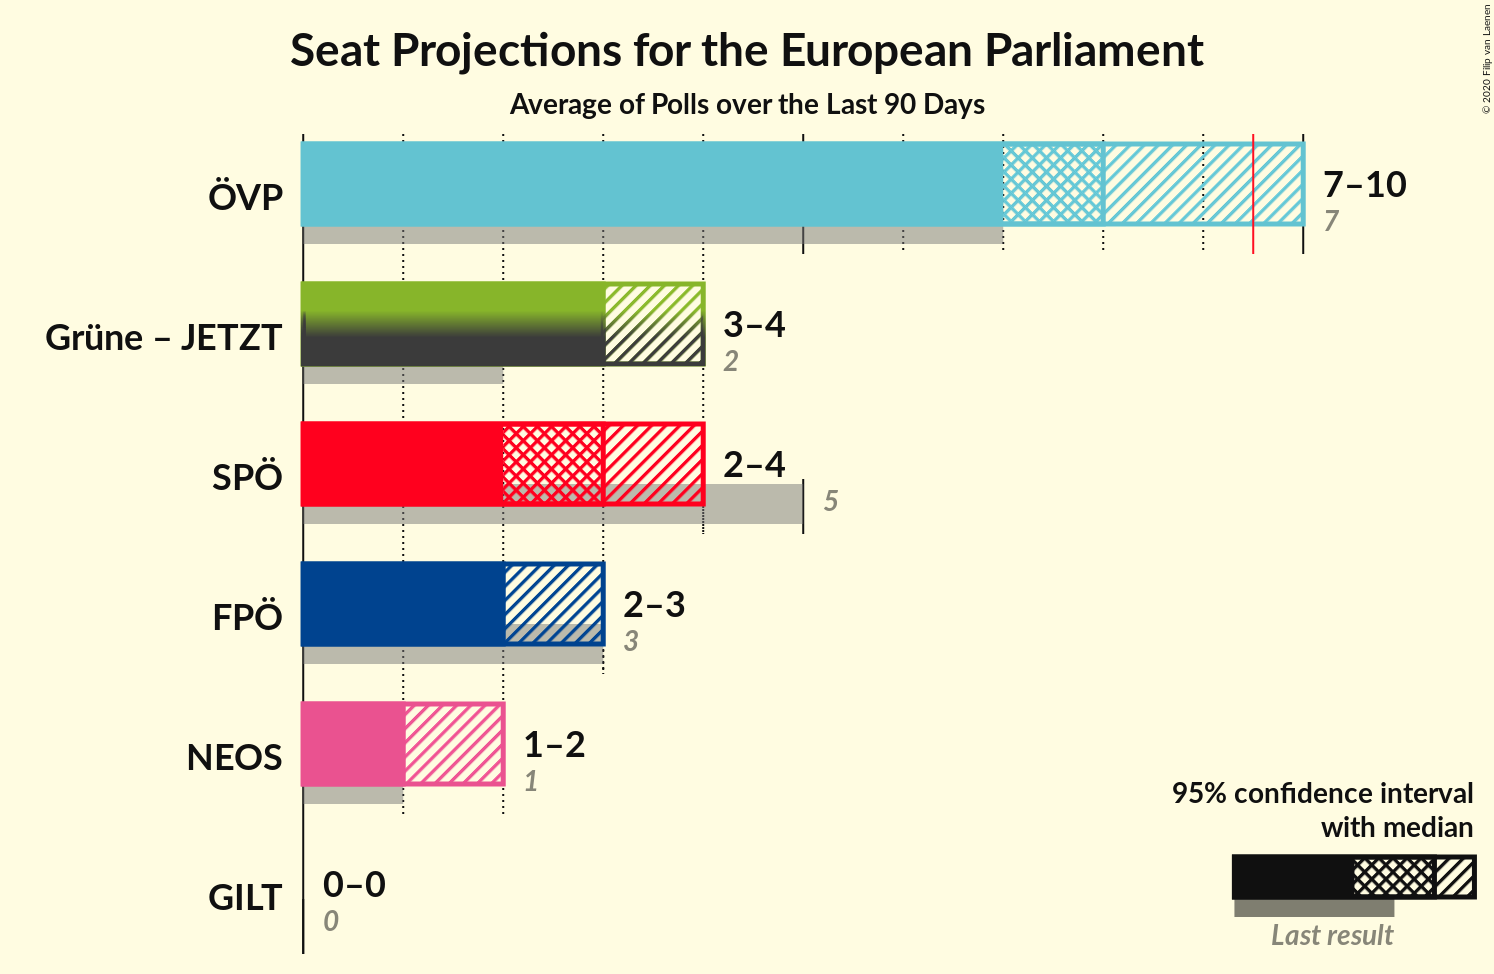 Seat Projections for the European Parliament
Average of Polls over the Last 90 Days
© 2020 Filip van Laenen
ÖVP
7–10
7
Grüne – JETZT
3–4
2
SPÖ
2–4
5
FPÖ
2–3
3
NEOS
1–2
1
GILT
0–0
0
95% confidence interval
with median
Last result